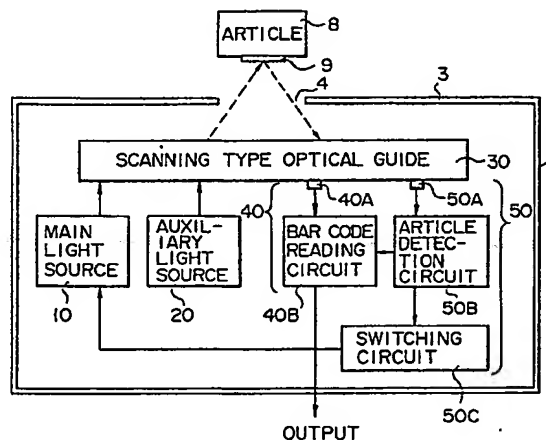 ARTICLE
8
9
4
3
SCANNING TYPE OPTICAL GUIDE
30
40
40A
50A
50
MAIN
LIGHT
SOURCE
10
AUXIL-
IARY LIGHT
SOURCE
20
BAR CODE
READING
CIRCUIT
40B
ARTICLE
DETEC-
TION
CIRCUIT
50B
SWITCHING
CIRCUIT
50C
OUTPUT